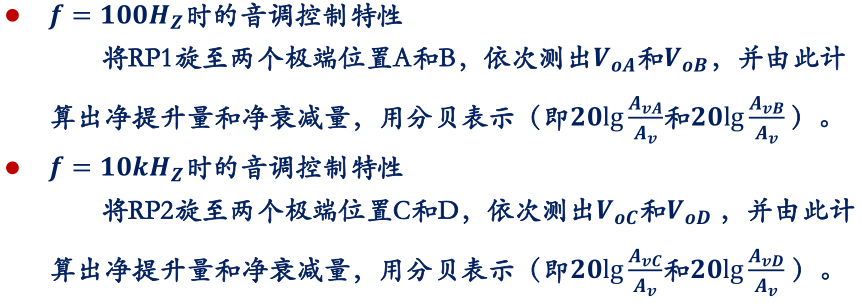 ● f = 100H_Z时的音调控制特性
将RP1旋至两个极端位置A和B，依次测出V_oA和V_oB，并由此计
算出净提升量和净衰减量，用分贝表示（即20lg A_vA/A_v 和20lg A_vB/A_v）。
● f = 10kH_Z时的音调控制特性
将RP2旋至两个极端位置C和D，依次测出V_oC和V_oD ，并由此计
算出净提升量和净衰减量，用分贝表示（即20lg A_vC/A_v 和20lg A_vD/A_v）。